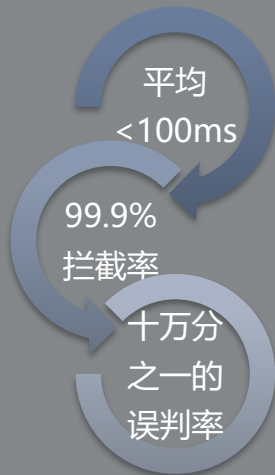 平均
<100ms
99.9%
拦截率
十万分
之一的
误判率